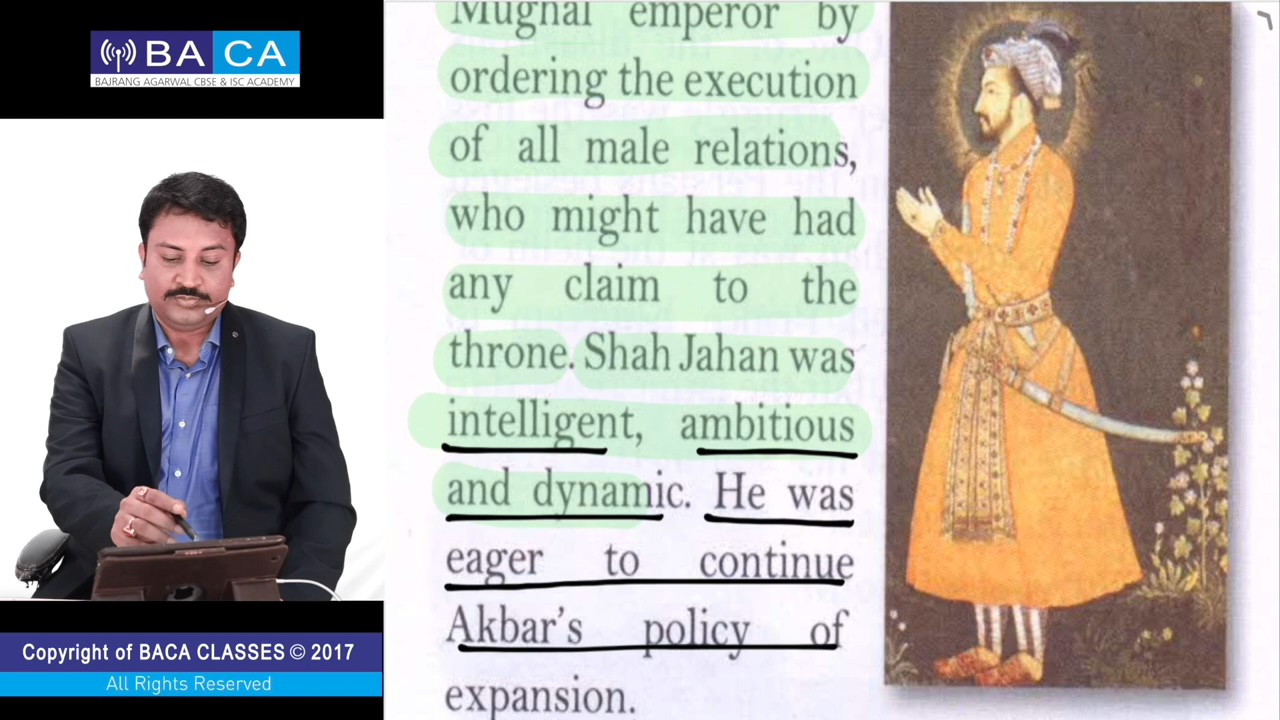 BA CA
BAJRANG AGARWAL CBSE & ISC ACADEMY
Mughal emperor by
ordering the execution
of all male relations,
who might have had
any claim to the
throne. Shah Jahan was
intelligent, ambitious
and dynamic. He was
eager to continue
Akbar's policy of
expansion.
Copyright of BACA CLASSES © 2017
All Rights Reserved